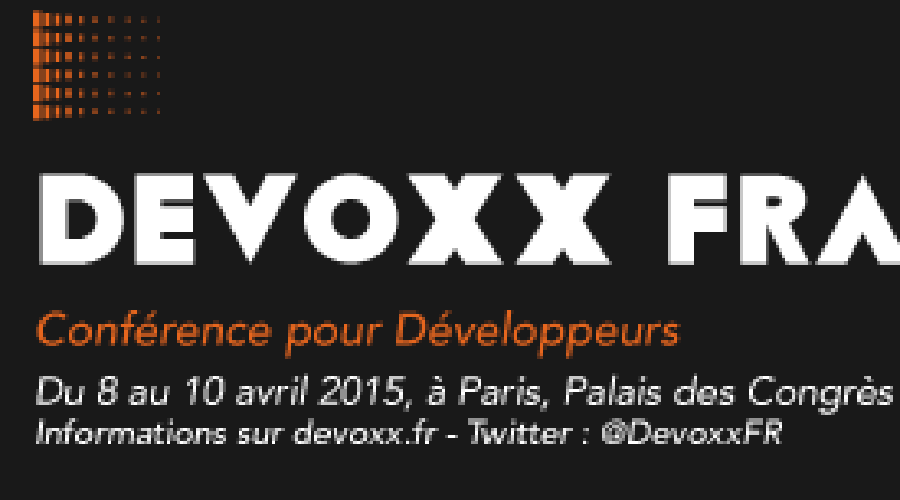 DEVOXX FRA
Conférence pour Développeurs
Du 8 au 10 avril 2015, à Paris, Palais des Congrès
Informations sur devoxx.fr - Twitter : @DevoxxFR